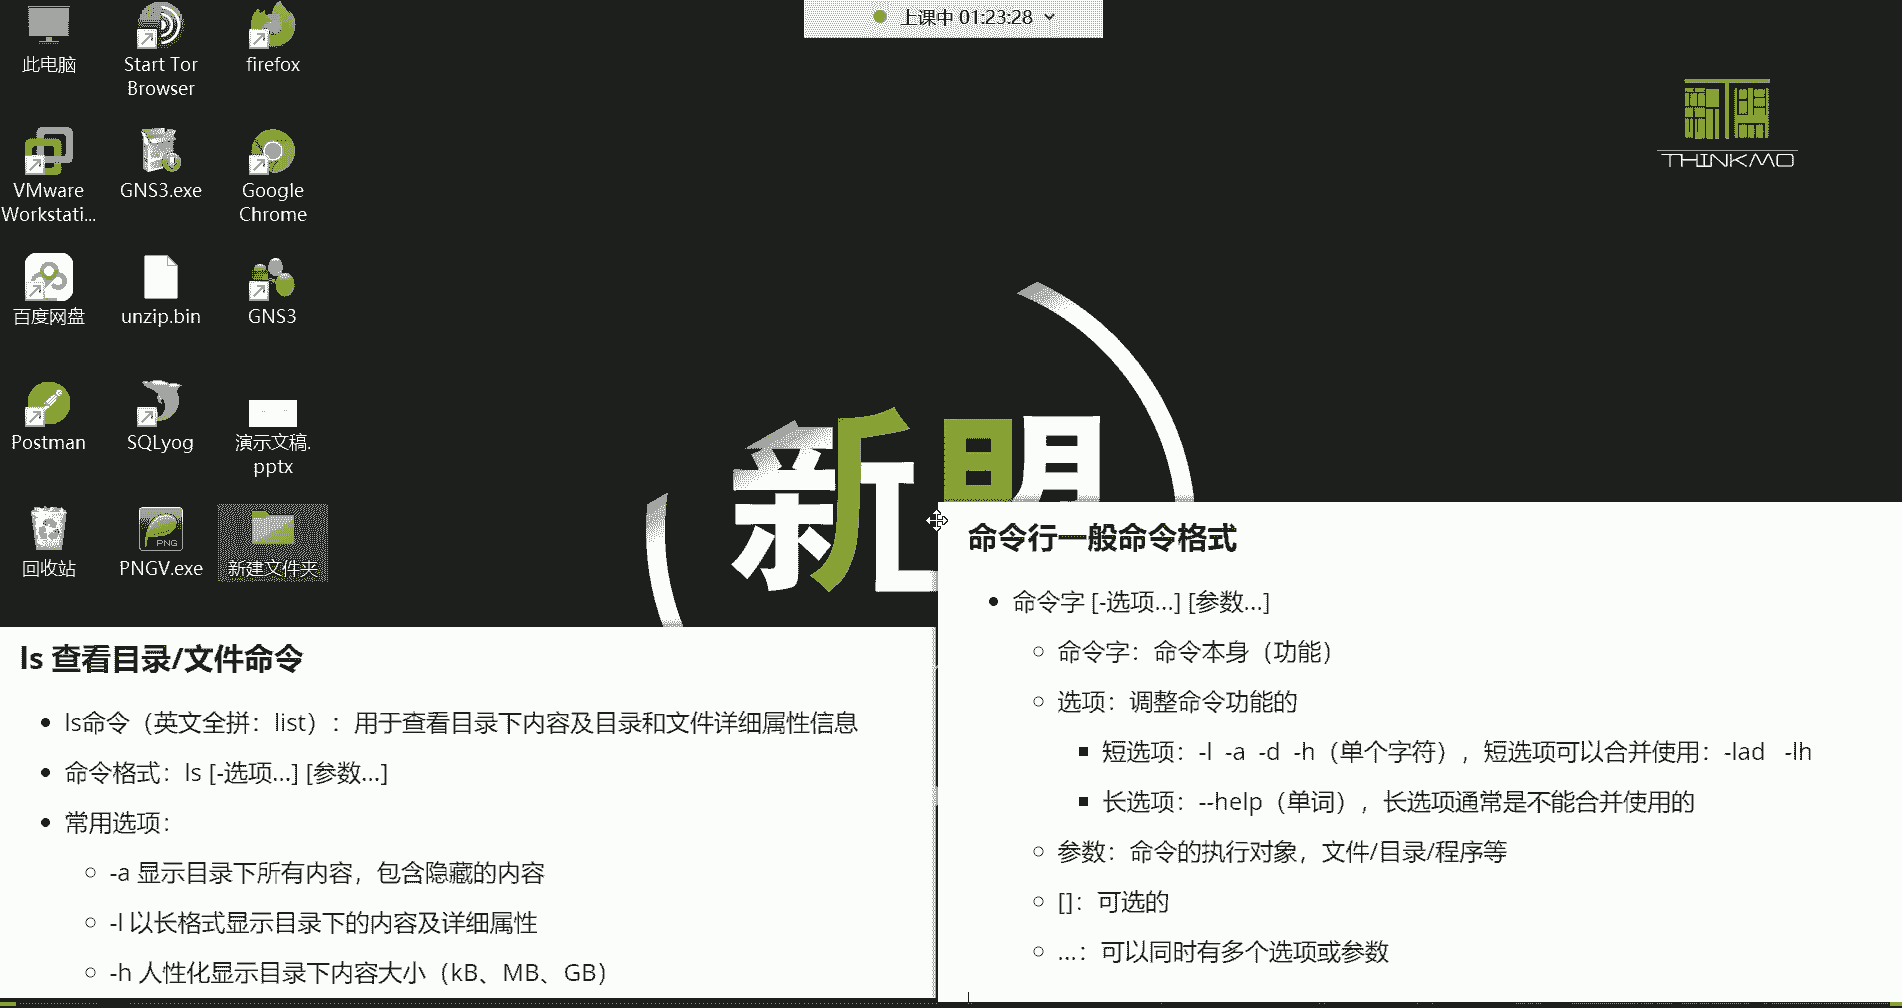 上课中 01:23:28
此电脑
Start Tor
Browser
firefox
VMware
Workstati...
GNS3.exe
Google
Chrome
百度网盘
unzip.bin
GNS3
Postman
SQLyog
演示文稿.
pptx
回收站
PNG
PNGV.exe
新建文件夹
THINKMO
新盟
ls 查看目录/文件命令
• ls命令（英文全拼：list）：用于查看目录下内容及目录和文件详细属性信息
• 命令格式：ls [-选项...] [参数...]
• 常用选项：
○ -a 显示目录下所有内容，包含隐藏的内容
○ -l 以长格式显示目录下的内容及详细属性
○ -h 人性化显示目录下内容大小（kB、MB、GB）
命令行一般命令格式
• 命令字 [-选项...] [参数...]
○ 命令字：命令本身（功能）
○ 选项：调整命令功能的
▪ 短选项：-l -a -d -h（单个字符），短选项可以合并使用：-lad -lh
▪ 长选项：--help（单词），长选项通常是不能合并使用的
○ 参数：命令的执行对象，文件/目录/程序等
○ []：可选的
○ ...：可以同时有多个选项或参数